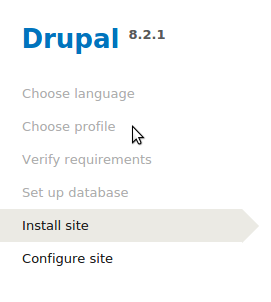 Drupal 8.2.1
Choose language
Choose profile
Verify requirements
Set up database
Install site
Configure site